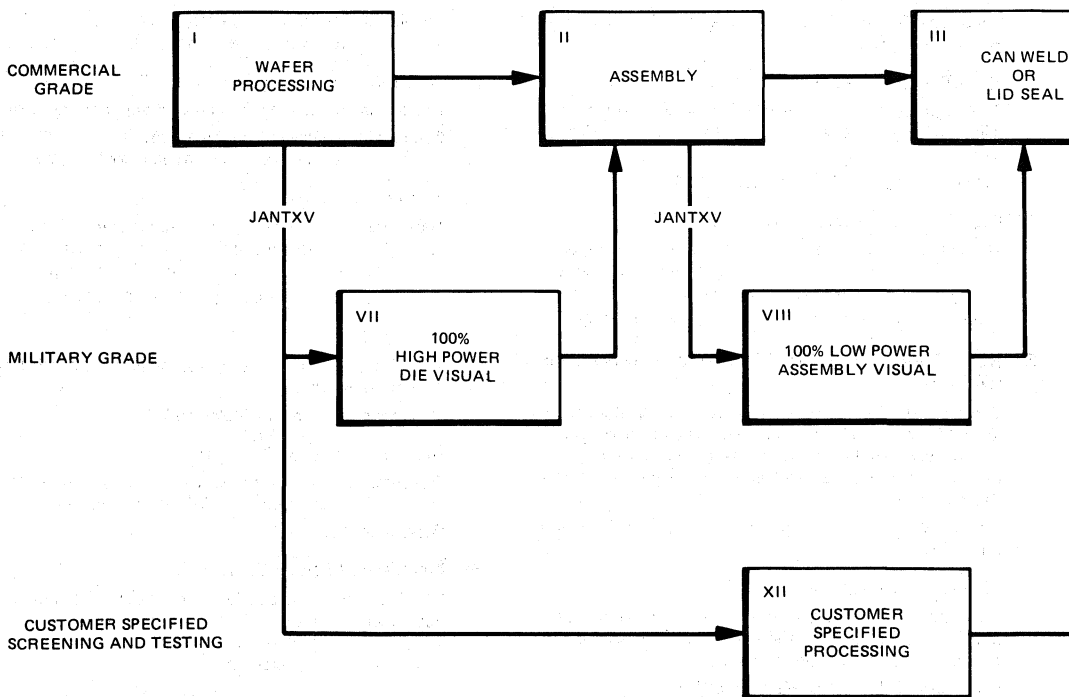 I
WAFER
PROCESSING
II
ASSEMBLY
III
CAN WELD
OR
LID SEAL
COMMERCIAL
GRADE
JANTXV
JANTXV
MILITARY GRADE
VII
100%
HIGH POWER
DIE VISUAL
VIII
100% LOW POWER
ASSEMBLY VISUAL
CUSTOMER SPECIFIED
SCREENING AND TESTING
XII
CUSTOMER
SPECIFIED
PROCESSING